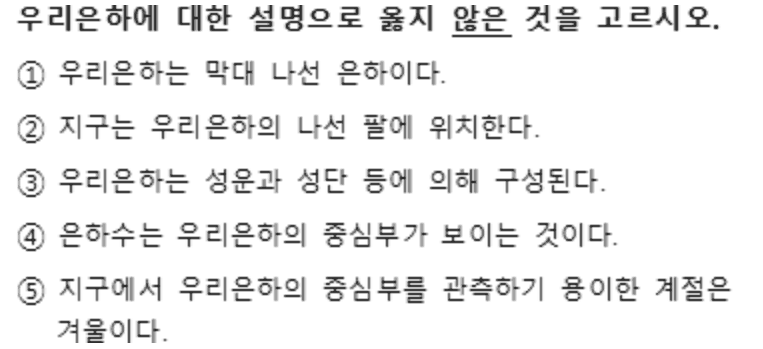 우리은하에 대한 설명으로 옳지 않은 것을 고르시오.
① 우리은하는 막대 나선 은하이다.
② 지구는 우리은하의 나선 팔에 위치한다.
③ 우리은하는 성운과 성단 등에 의해 구성된다.
④ 은하수는 우리은하의 중심부가 보이는 것이다.
⑤ 지구에서 우리은하의 중심부를 관측하기 용이한 계절은
겨울이다.